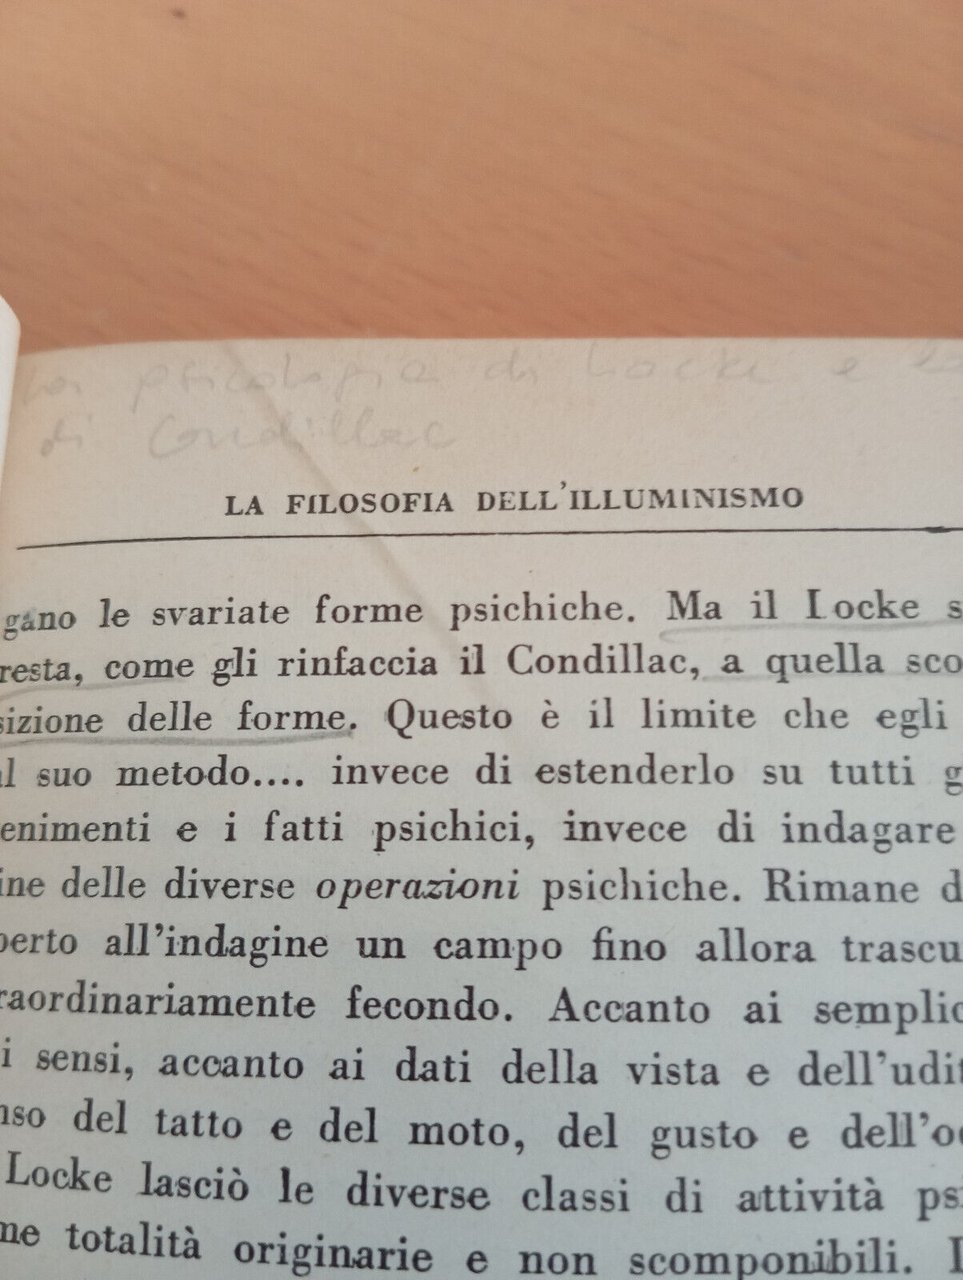 La psicologia di Locke e la
di Condillac
LA FILOSOFIA DELL'ILLUMINISMO
gano le svariate forme psichiche. Ma il Locke s
resta, come gli rinfaccia il Condillac, a quella sco
sizione delle forme. Questo è il limite che egli
al suo metodo.... invece di estenderlo su tutti g
enimenti e i fatti psichici, invece di indagare
ine delle diverse operazioni psichiche. Rimane d
perto all'indagine un campo fino allora trascu
raordinariamente fecondo. Accanto ai semplic
i sensi, accanto ai dati della vista e dell'udit
nso del tatto e del moto, del gusto e dell'o
Locke lasciò le diverse classi di attività ps
me totalità originarie e non scomponibili. I